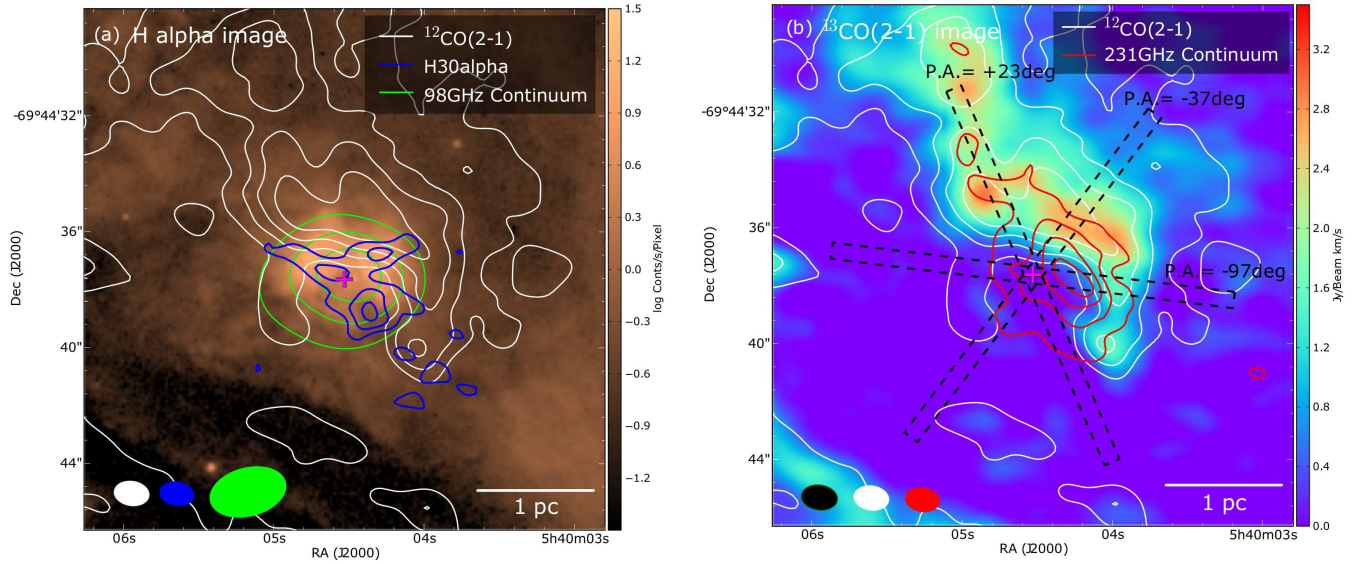 (a) H alpha image
¹²CO(2-1)
H30alpha
98GHz Continuum
-69°44'32"
36"
40"
44"
Dec (J2000)
06s
05s
04s
5h40m03s
RA (J2000)
1 pc
1.5
1.2
0.9
0.6
0.3
0.0
−0.3
−0.6
−0.9
−1.2
log Conts/s/Pixel
(b) ¹³CO(2-1) image
¹²CO(2-1)
231GHz Continuum
P.A.= +23deg
P.A.= -37deg
P.A.= -97deg
-69°44'32"
36"
40"
44"
Dec (J2000)
06s
05s
04s
5h40m03s
RA (J2000)
1 pc
3.2
2.8
2.4
2.0
1.6
1.2
0.8
0.4
0.0
Jy/Beam km/s